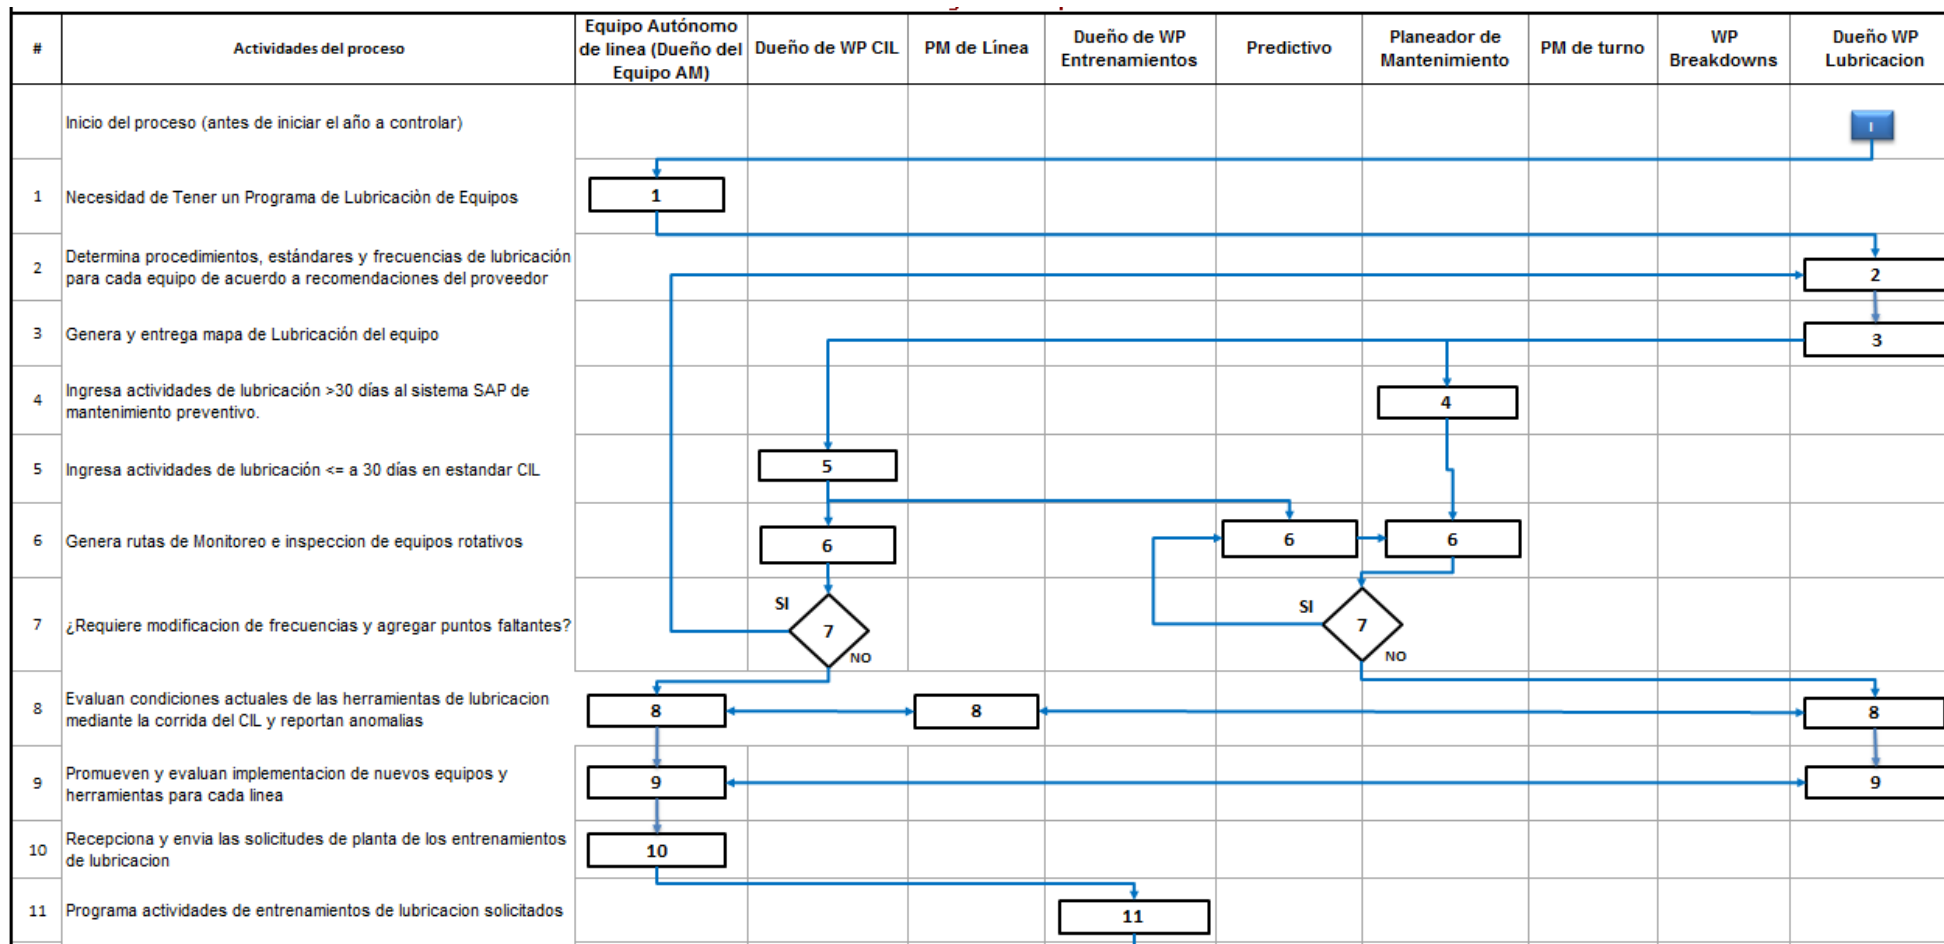 #
Actividades del proceso
Equipo Autónomo
de linea (Dueño del
Equipo AM)
Dueño de WP CIL
PM de Línea
Dueño de WP
Entrenamientos
Predictivo
Planeador de
Mantenimiento
PM de turno
WP
Breakdowns
Dueño WP
Lubricacion
Inicio del proceso (antes de iniciar el año a controlar)
I
1
Necesidad de Tener un Programa de Lubricaciòn de Equipos
1
2
Determina procedimientos, estándares y frecuencias de lubricación
para cada equipo de acuerdo a recomendaciones del proveedor
2
3
Genera y entrega mapa de Lubricación del equipo
3
4
Ingresa actividades de lubricación >30 días al sistema SAP de
mantenimiento preventivo.
4
5
Ingresa actividades de lubricación <= a 30 días en estandar CIL
5
6
Genera rutas de Monitoreo e inspeccion de equipos rotativos
6
6
6
7
¿Requiere modificacion de frecuencias y agregar puntos faltantes?
SI
7
NO
SI
7
NO
8
Evaluan condiciones actuales de las herramientas de lubricacion
mediante la corrida del CIL y reportan anomalias
8
8
8
9
Promueven y evaluan implementacion de nuevos equipos y
herramientas para cada linea
9
9
10
Recepciona y envia las solicitudes de planta de los entrenamientos
de lubricacion
10
11
Programa actividades de entrenamientos de lubricacion solicitados
11